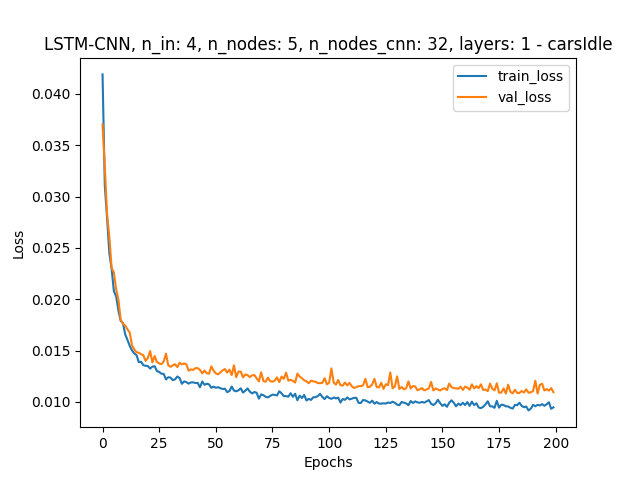 LSTM-CNN, n_in: 4, n_nodes: 5, n_nodes_cnn: 32, layers: 1 - carsIdle
train_loss
val_loss
0.040
0.035
0.030
0.025
0.020
0.015
0.010
Loss
0 25 50 75 100 125 150 175 200
Epochs